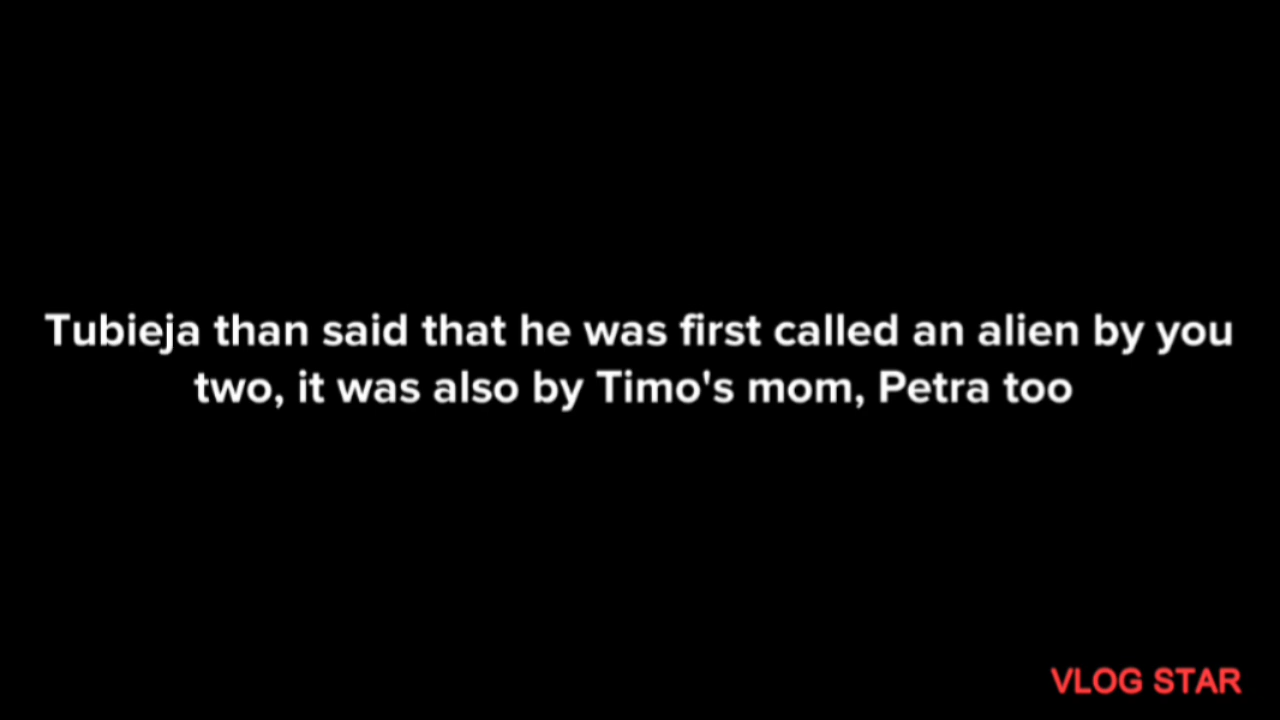 Tubieja than said that he was first called an alien by you
two, it was also by Timo's mom, Petra too
VLOG STAR